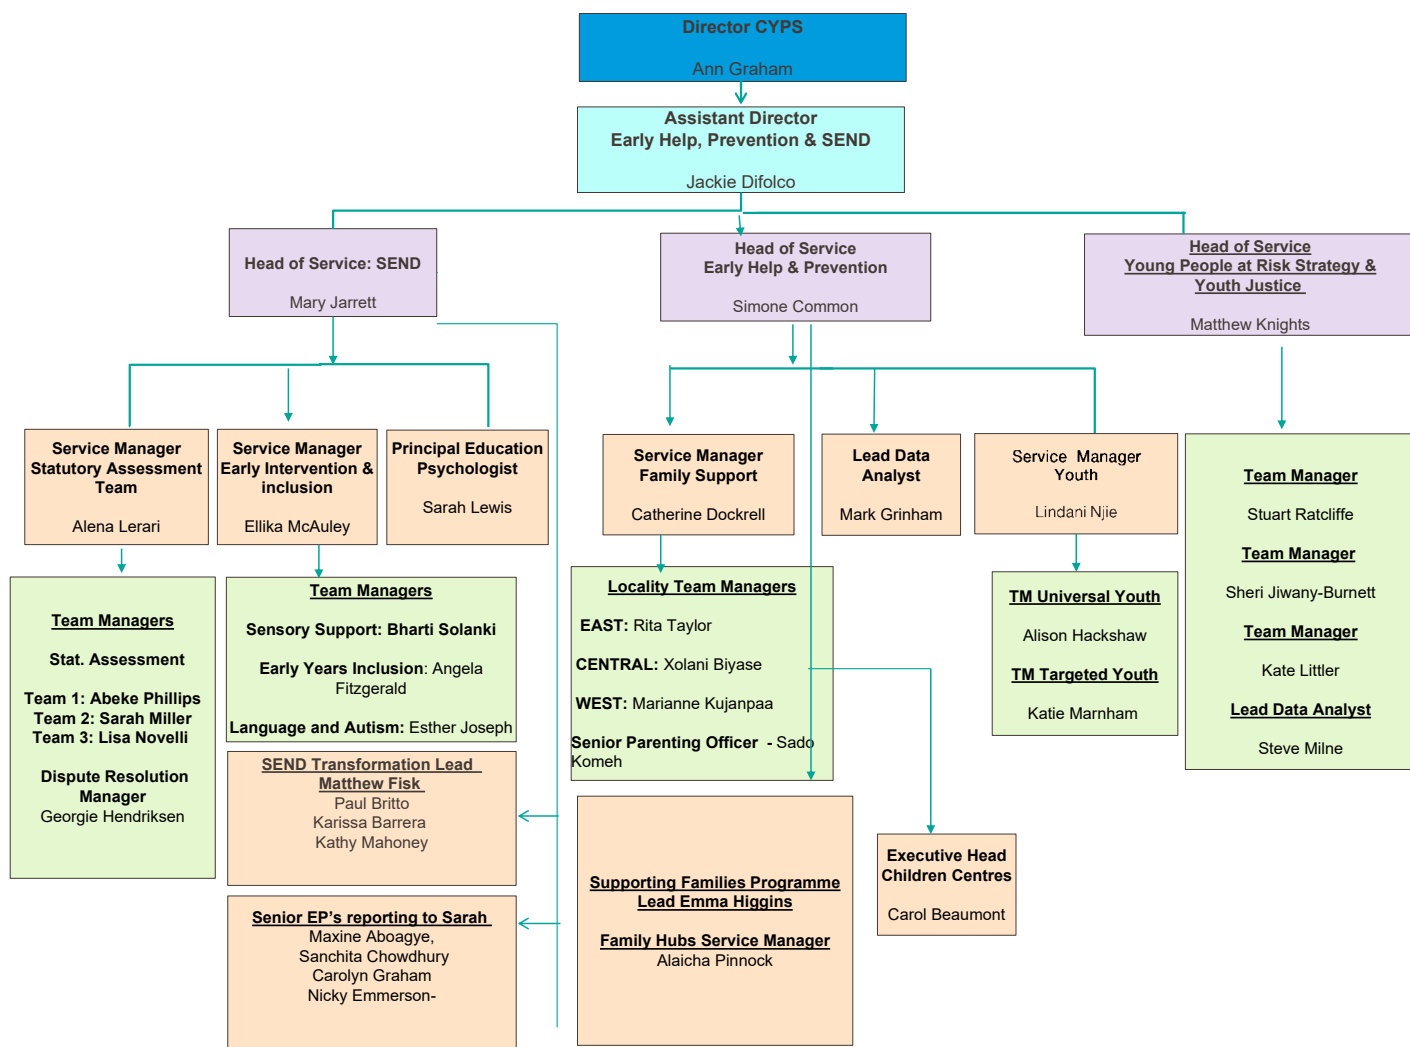 Director CYPS
Ann Graham
Assistant Director
Early Help, Prevention & SEND
Jackie Difolco
Head of Service: SEND
Mary Jarrett
Head of Service
Early Help & Prevention
Simone Common
Head of Service
Young People at Risk Strategy &
Youth Justice
Matthew Knights
Service Manager
Statutory Assessment
Team
Alena Lerari
Service Manager
Early Intervention &
inclusion
Ellika McAuley
Principal Education
Psychologist
Sarah Lewis
Service Manager
Family Support
Catherine Dockrell
Lead Data
Analyst
Mark Grinham
Service Manager
Youth
Lindani Njie
Team Manager
Stuart Ratcliffe
Team Manager
Sheri Jiwany-Burnett
Team Manager
Kate Littler
Lead Data Analyst
Steve Milne
Team Managers
Stat. Assessment
Team 1: Abeke Phillips
Team 2: Sarah Miller
Team 3: Lisa Novelli
Dispute Resolution
Manager
Georgie Hendriksen
Team Managers
Sensory Support: Bharti Solanki
Early Years Inclusion: Angela
Fitzgerald
Language and Autism: Esther Joseph
Locality Team Managers
EAST: Rita Taylor
CENTRAL: Xolani Biyase
WEST: Marianne Kujanpaa
Senior Parenting Officer - Sado
Komeh
TM Universal Youth
Alison Hackshaw
TM Targeted Youth
Katie Marnham
SEND Transformation Lead
Matthew Fisk
Paul Britto
Karissa Barrera
Kathy Mahoney
Senior EP's reporting to Sarah
Maxine Aboagye,
Sanchita Chowdhury
Carolyn Graham
Nicky Emmerson-
Supporting Families Programme
Lead Emma Higgins
Family Hubs Service Manager
Alaicha Pinnock
Executive Head
Children Centres
Carol Beaumont